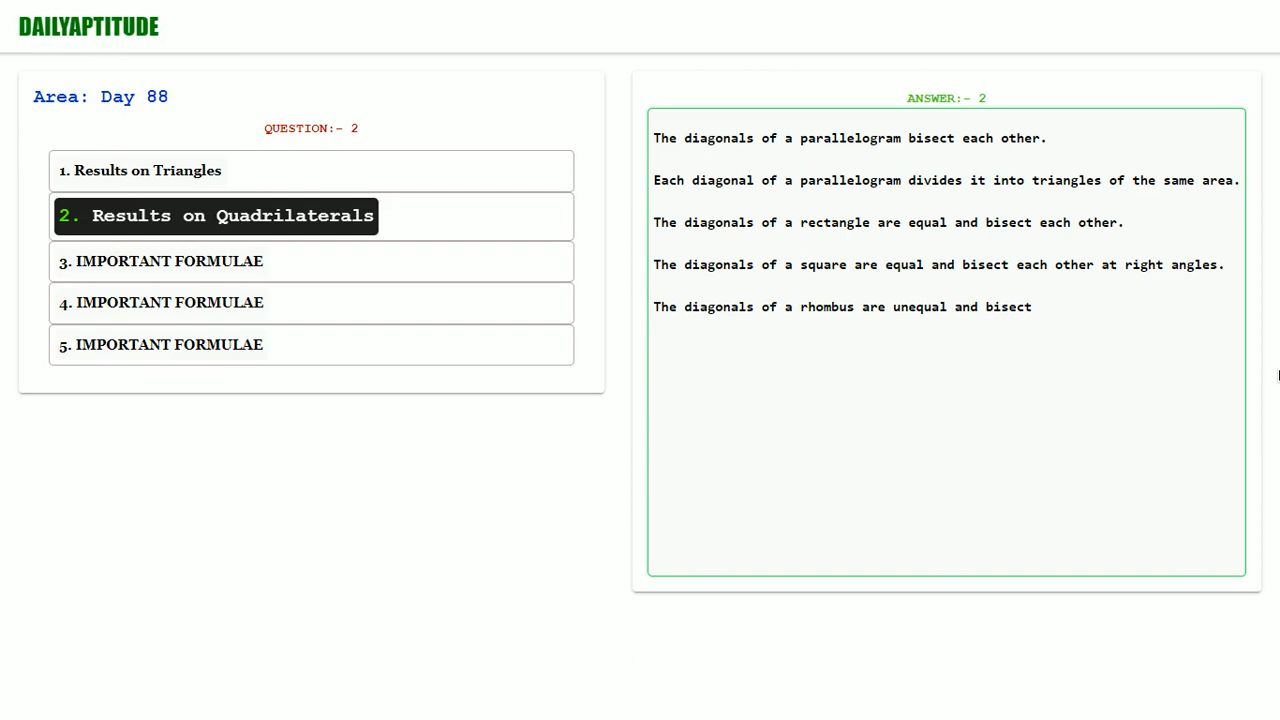 DAILYAPTITUDE
Area: Day 88
QUESTION:- 2
1. Results on Triangles
2. Results on Quadrilaterals
3. IMPORTANT FORMULAE
4. IMPORTANT FORMULAE
5. IMPORTANT FORMULAE
ANSWER:- 2
The diagonals of a parallelogram bisect each other.
Each diagonal of a parallelogram divides it into triangles of the same area.
The diagonals of a rectangle are equal and bisect each other.
The diagonals of a square are equal and bisect each other at right angles.
The diagonals of a rhombus are unequal and bisect